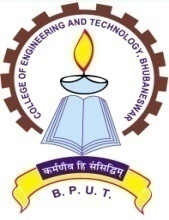 COLLEGE OF ENGINEERING AND TECHNOLOGY, BHUBANESWAR
कर्मणैव हि संसिद्धिम्
B. P. U. T.